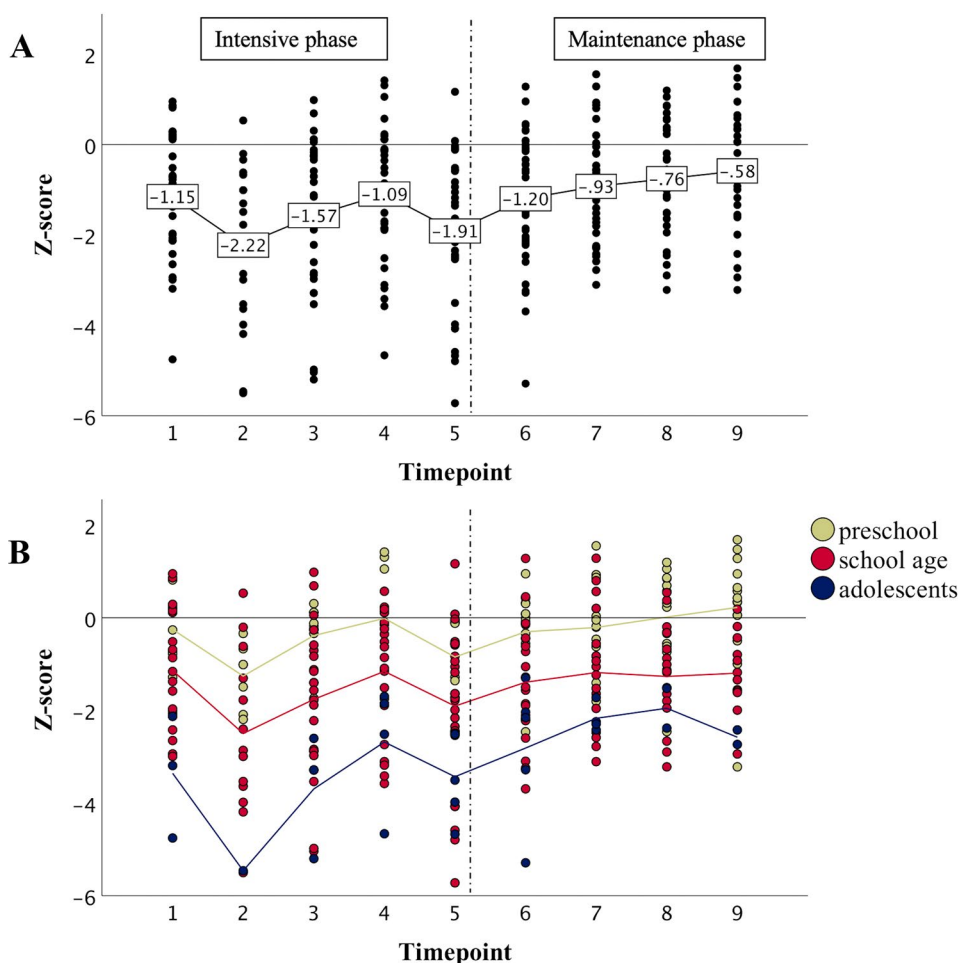 A
Intensive phase
Maintenance phase
Z-score
2
0
−2
−4
−6
−1.15
−2.22
−1.57
−1.09
−1.91
−1.20
−.93
−.76
−.58
1 2 3 4 5 6 7 8 9
Timepoint
B
Z-score
2
0
−2
−4
−6
preschool
school age
adolescents
1 2 3 4 5 6 7 8 9
Timepoint